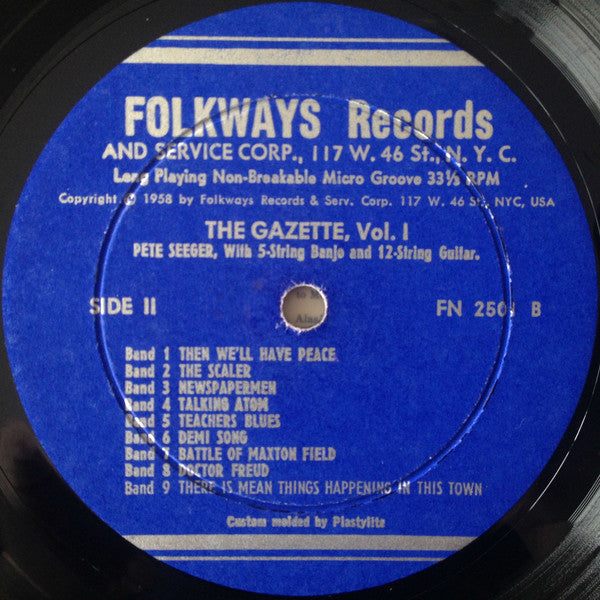 FOLKWAYS Records
AND SERVICE CORP., 117 W. 46 St., N. Y. C.
Long Playing Non-Breakable Micro Groove 33⅓ RPM
Copyright © 1958 by Folkways Records & Serv. Corp. 117 W. 46 St, NYC, USA
THE GAZETTE, Vol. I
PETE SEEGER, With 5-String Banjo and 12-String Guitar.
SIDE II
FN 2501 B
Band 1 THEN WE'LL HAVE PEACE
Band 2 THE SCALER
Band 3 NEWSPAPERMEN
Band 4 TALKING ATOM
Band 5 TEACHERS BLUES
Band 6 DEMI SONG
Band 7 BATTLE OF MAXTON FIELD
Band 8 DOCTOR FREUD
Band 9 THERE IS MEAN THINGS HAPPENING IN THIS TOWN
Custom molded by Plastylite